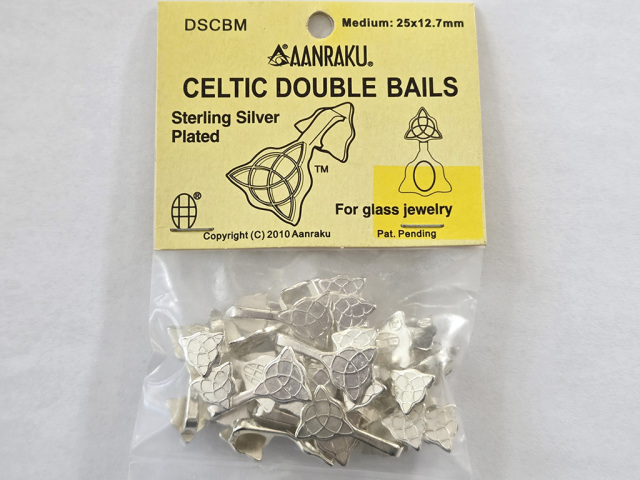 DSCBM
Medium: 25x12.7mm
AANRAKU®
CELTIC DOUBLE BAILS
Sterling Silver
Plated
TM
For glass jewelry
®
Copyright (C) 2010 Aanraku
Pat. Pending